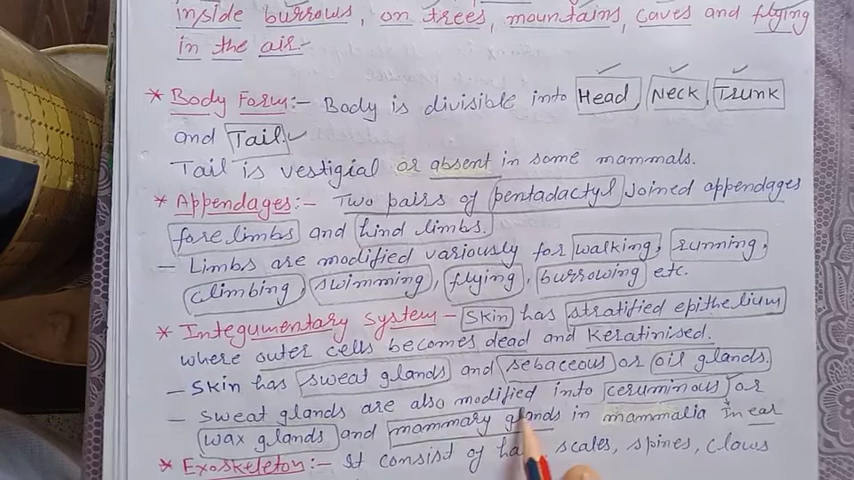 inside burrows, on trees, mountains, caves and flying
in the air.
* Body Form:- Body is divisible into Head, Neck, Trunk
and Tail.
Tail is vestigial or absent in some mammals.
* Appendages:- Two pairs of pentadactyl joined appendages
fore limbs and hind limbs.
- Limbs are modified variously for walking, running,
climbing, swimming, flying, burrowing etc.
* Integumentary System - Skin has stratified epithelium
where outer cells becomes dead and keratinised.
- Skin has sweat glands and sebaceous or oil glands.
- Sweat glands are also modified into ceruminous or
wax glands and mammary glands in mammalia in ear
* Exoskeleton:- It consist of scales, spines, claws